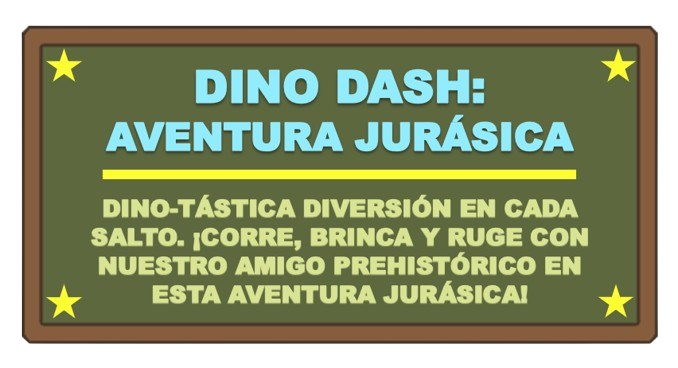 DINO DASH:
AVENTURA JURÁSICA
DINO-TÁSTICA DIVERSIÓN EN CADA
SALTO. ¡CORRE, BRINCA Y RUGE CON
NUESTRO AMIGO PREHISTÓRICO EN
ESTA AVENTURA JURÁSICA!